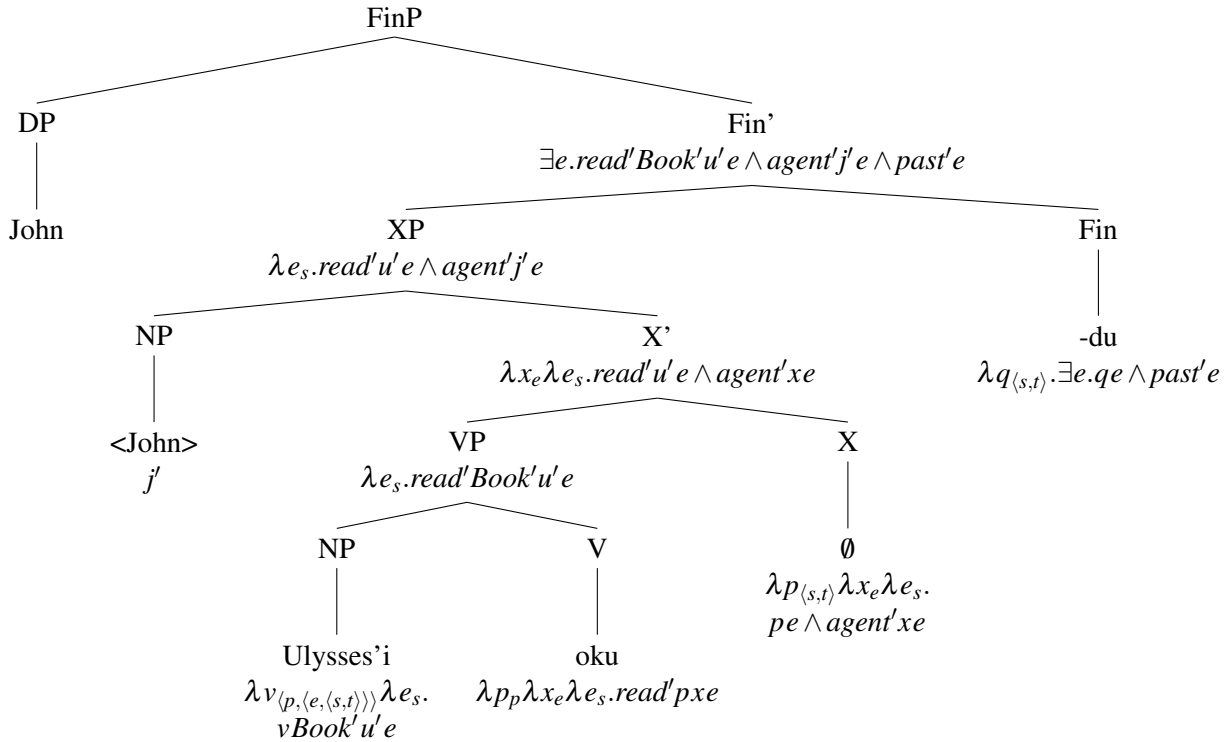 FinP
DP
Fin’
∃e.read′Book′u′e ∧ agent′j′e ∧ past′e
John
XP
λe_s.read′u′e ∧ agent′j′e
Fin
NP
X’
λx_eλe_s.read′u′e ∧ agent′xe
-du
λq_⟨s,t⟩.∃e.qe ∧ past′e
<John>
j′
VP
λe_s.read′Book′u′e
X
NP
V
∅
λp_⟨s,t⟩λx_eλe_s.
pe ∧ agent′xe
Ulysses’i
λv_⟨p,⟨e,⟨s,t⟩⟩⟩λe_s.
vBook′u′e
oku
λp_pλx_eλe_s.read′pxe